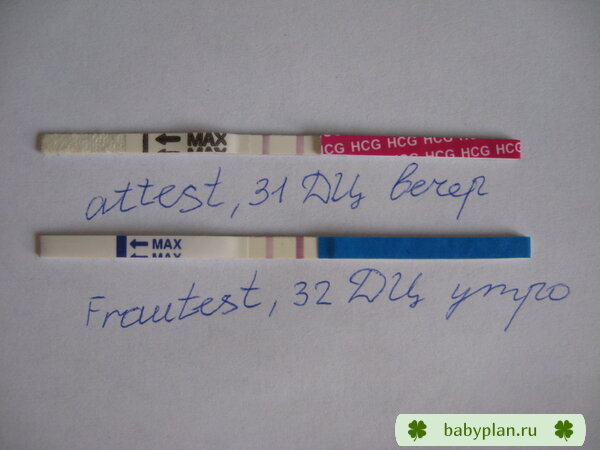 MAX
HCG HCG HCG HCG HCG HCG HCG HCG
attest, 31 ДЦ вечер
MAX
Frautest, 32 ДЦ утро
babyplan.ru